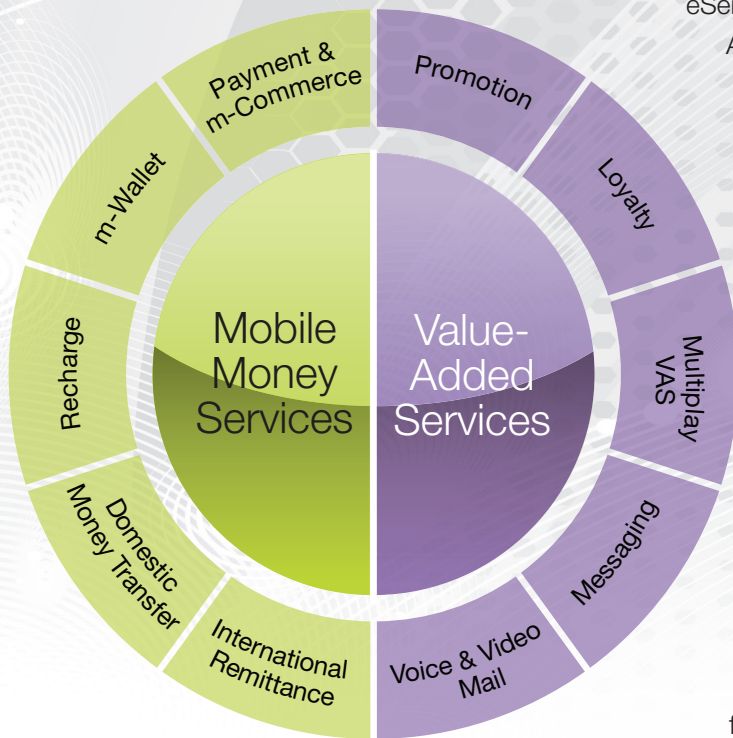 eSer
A
Payment &
m-Commerce
Promotion
m-Wallet
Loyalty
Recharge
Mobile
Money
Services
Value-
Added
Services
Multiplay
VAS
Domestic
Money Transfer
Messaging
International
Remittance
Voice & Video
Mail
f